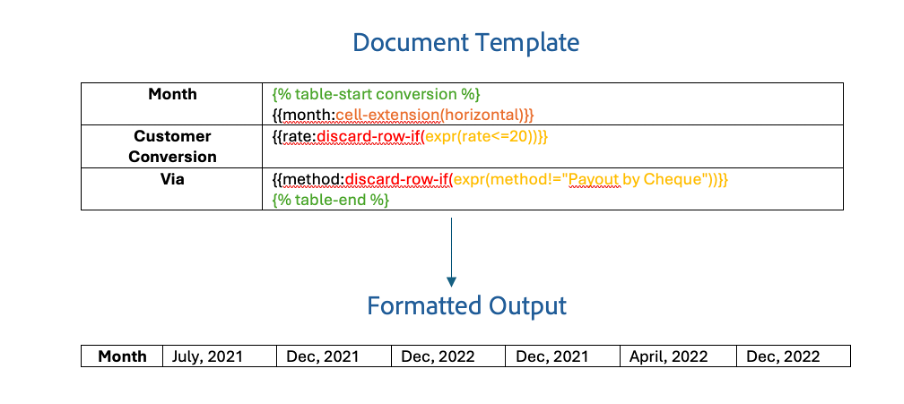 Document Template
Month
{% table-start conversion %}
{{month:cell-extension(horizontal)}}
Customer
Conversion
{{rate:discard-row-if(expr(rate<=20))}}
Via
{{method:discard-row-if(expr(method!="Payout by Cheque"))}}
{% table-end %}
Formatted Output
Month July, 2021 Dec, 2021 Dec, 2022 Dec, 2021 April, 2022 Dec, 2022